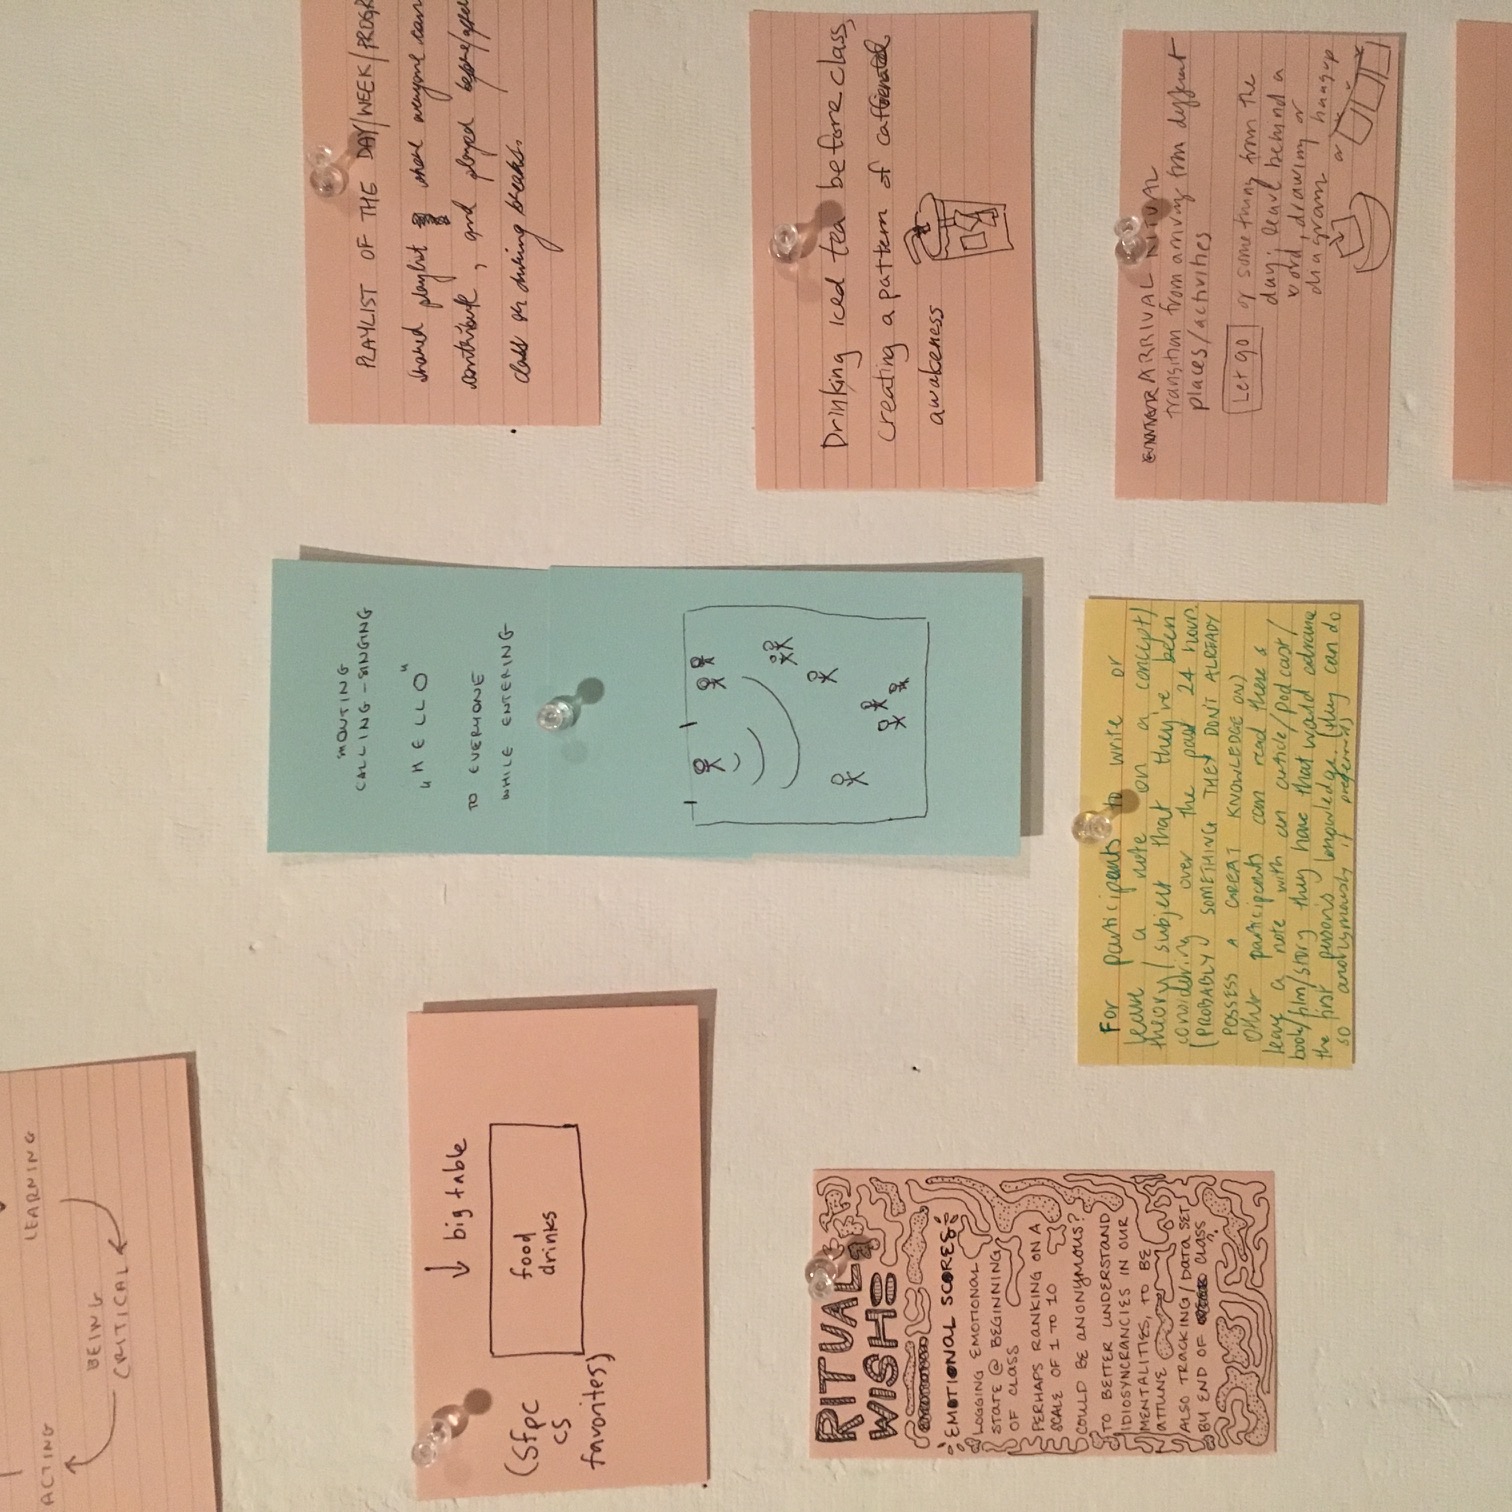 ACTING
LEARNING
BEING
CRITICAL
big table
food
drinks
(Sfpc
cs
favorites)
SHOUTING
CALLING - SINGING
„HELLO"
TO EVERYONE
WHILE ENTERING
PLAYLIST OF THE DAY/WEEK/PROGR
shared playlist where everyone can
contribute, and played before/after
class or during breaks.
RITUAL
WISH
EMOTIONAL SCORES
LOGGING EMOTIONAL
STATE @ BEGINNING
OF CLASS
PERHAPS RANKING ON A
SCALE OF 1 TO 10
COULD BE ANONYMOUS?
TO BETTER UNDERSTAND
IDIOSYNCRANCIES IN OUR
MENTALITIES, TO BE
ATTUNE
ALSO TRACKING/DATA SET
BY END OF CLASS
Drinking iced tea before class,
creating a pattern of caffeinated
awakeness
For participants to write or
leave a note on a concept/
theory/subject that they've been
considering over the past 24 hours.
(PROBABLY SOMETHING THEY DON'T ALREADY
POSSESS A GREAT KNOWLEDGE ON)
Other participants can read these &
leave a note with an article/podcast/
book/film/story they have that would advance
the first person's knowledge. (they can do
so anonymously if preferred)
ARRIVAL RITUAL
transition from arriving from different
places/activities
Let go of something from the
day; leave behind a
word, drawing or
diagram
or hangup